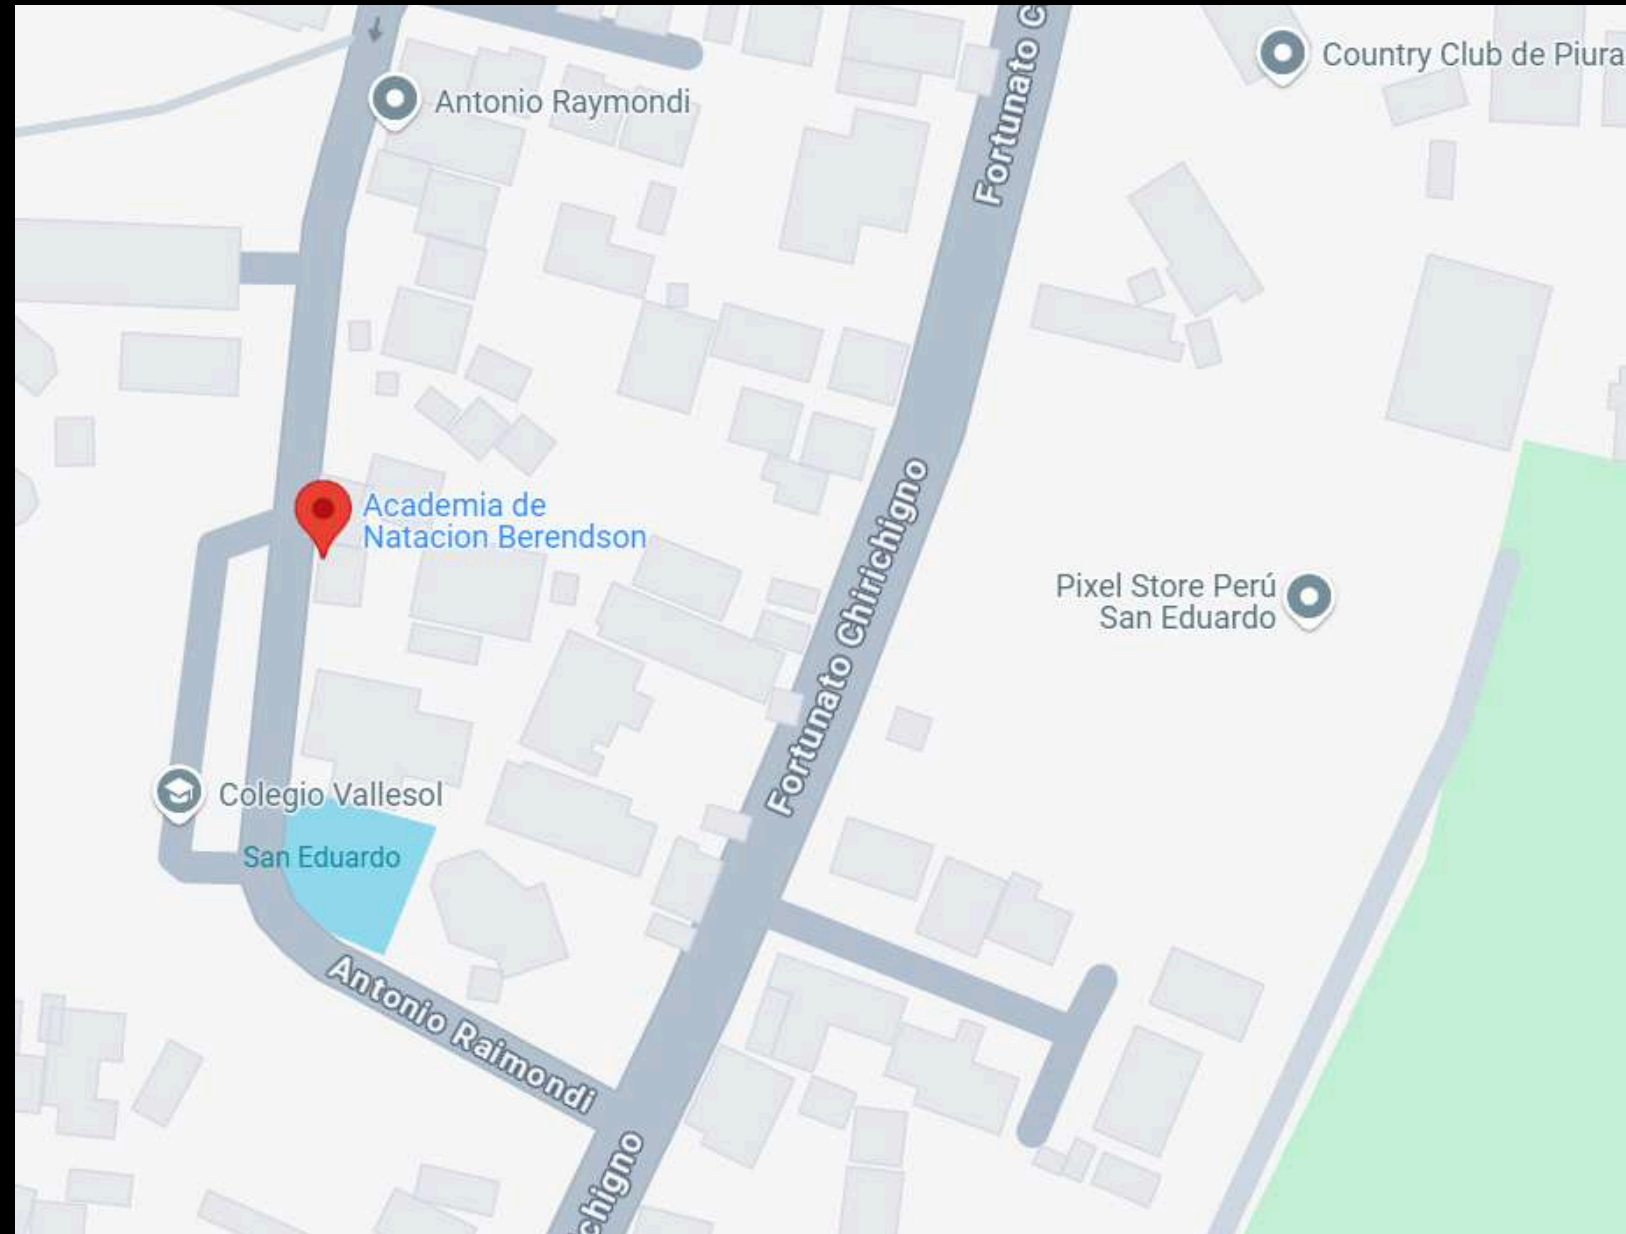 Fortunato C
Country Club de Piura
Antonio Raymondi
Academia de
Natacion Berendson
Fortunato Chirichigno
Pixel Store Perú
San Eduardo
Colegio Vallesol
San Eduardo
Antonio Raimondi
chigno